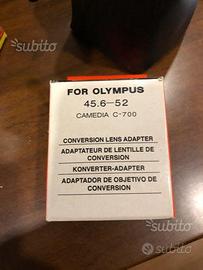 subito
FOR OLYMPUS
45.6-52
CAMEDIA C-700
CONVERSION LENS ADAPTER
ADAPTATEUR DE LENTILLE DE
CONVERSION
KONVERTER-ADAPTER
ADAPTADOR DE OBJETIVO DE
CONVERSION
subito